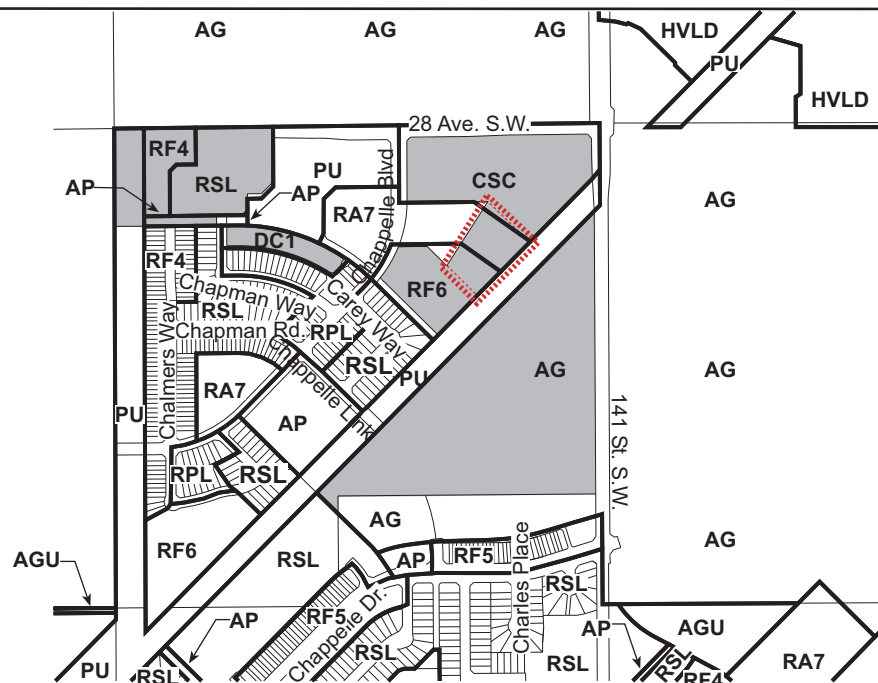 AG
AG
AG
HVLD
PU
HVLD
28 Ave. S.W.
RF4
PU
CSC
AP
RSL
AP
Chappelle Blvd
AG
RA7
DC1
RF4
Chapman Way
Carey Way
RF6
RSL
Chapman Rd.
RPL
Chalmers Way
RSL
Chappelle Link
PU
AG
AG
RA7
PU
AP
141 St. S.W.
RPL
RSL
AG
RF6
RSL
AG
AP
RF5
Charles Place
AGU
RSL
AP
RF5
Chappelle Dr.
AP
AGU
RSL
RSL
PU
RSL
RSL
RF4
RA7